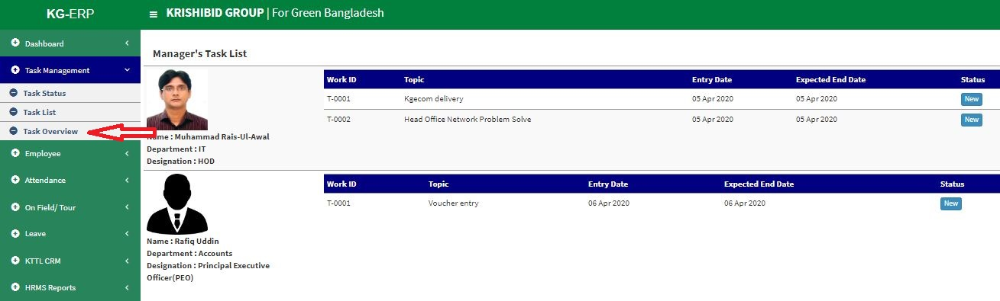 KG-ERP
KRISHIBID GROUP | For Green Bangladesh
Dashboard
Task Management
Task Status
Task List
Task Overview
Employee
Attendance
On Field/ Tour
Leave
KTTL CRM
HRMS Reports
Manager's Task List
Work ID Topic Entry Date Expected End Date Status
T-0001 Kgecom delivery 05 Apr 2020 05 Apr 2020 New
T-0002 Head Office Network Problem Solve 05 Apr 2020 05 Apr 2020 New
Name : Muhammad Rais-Ul-Awal
Department : IT
Designation : HOD
Work ID Topic Entry Date Expected End Date Status
T-0001 Voucher entry 06 Apr 2020 06 Apr 2020 New
Name : Rafiq Uddin
Department : Accounts
Designation : Principal Executive
Officer(PEO)